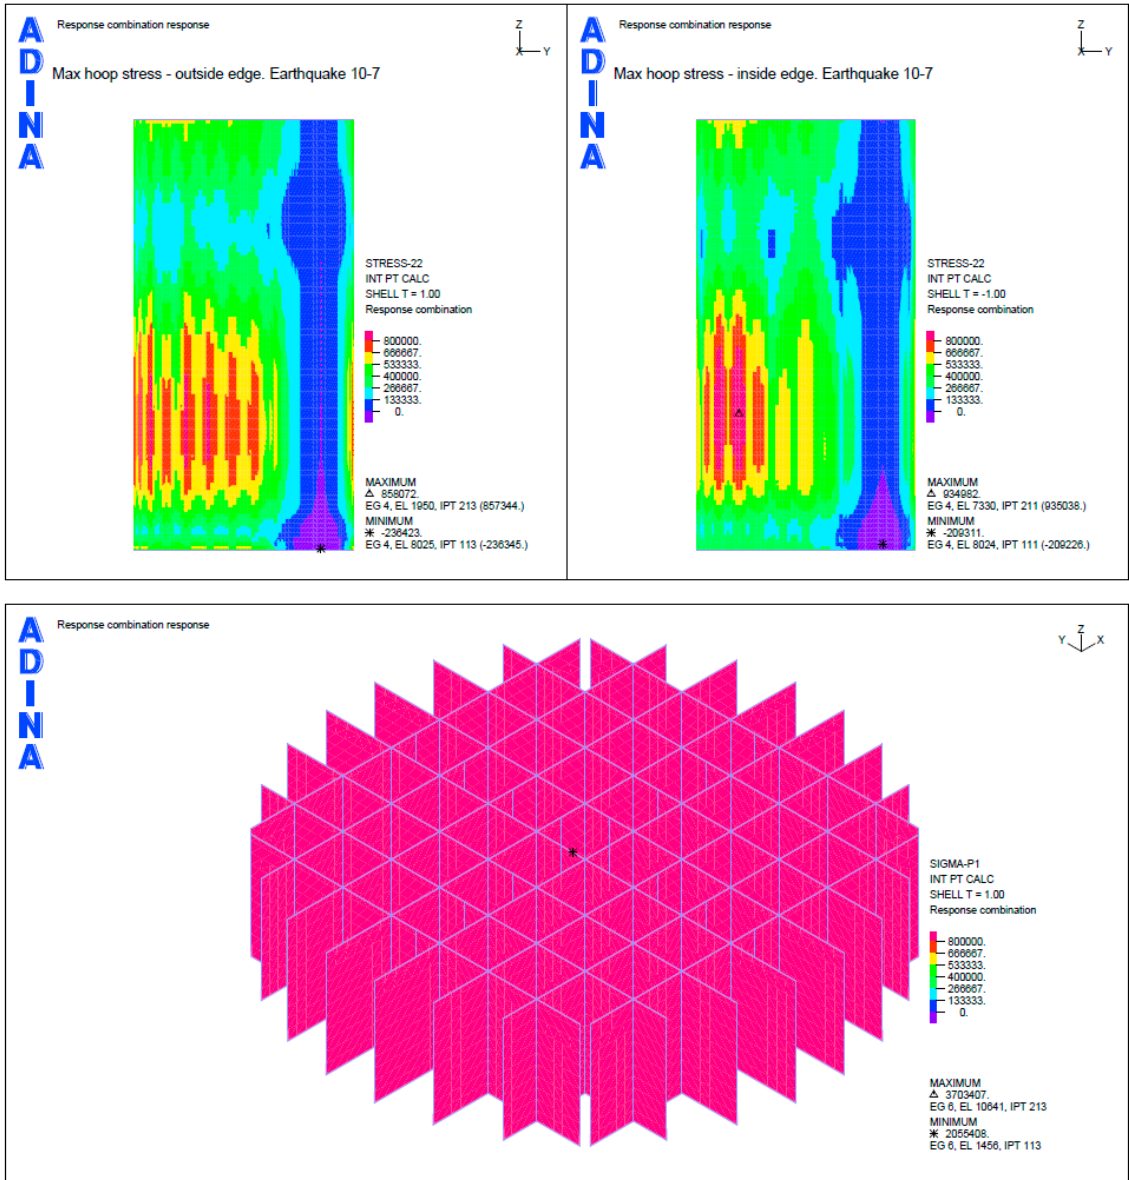 ADINA
Response combination response
Z
X Y
Max hoop stress - outside edge. Earthquake 10-7
STRESS-22
INT PT CALC
SHELL T = 1.00
Response combination
800000.
666667.
533333.
400000.
266667.
133333.
0.
MAXIMUM
△ 858072.
EG 4, EL 1950, IPT 213 (857344.)
MINIMUM
✳ -236423.
EG 4, EL 8025, IPT 113 (-236345.)
ADINA
Response combination response
Z
X Y
Max hoop stress - inside edge. Earthquake 10-7
STRESS-22
INT PT CALC
SHELL T = -1.00
Response combination
800000.
666667.
533333.
400000.
266667.
133333.
0.
MAXIMUM
△ 934982.
EG 4, EL 7330, IPT 211 (935038.)
MINIMUM
✳ -209311.
EG 4, EL 8024, IPT 111 (-209226.)
ADINA
Response combination response
Z
Y X
SIGMA-P1
INT PT CALC
SHELL T = 1.00
Response combination
800000.
666667.
533333.
400000.
266667.
133333.
0.
MAXIMUM
△ 3703407.
EG 6, EL 10641, IPT 213
MINIMUM
✳ 2055408.
EG 6, EL 1456, IPT 113